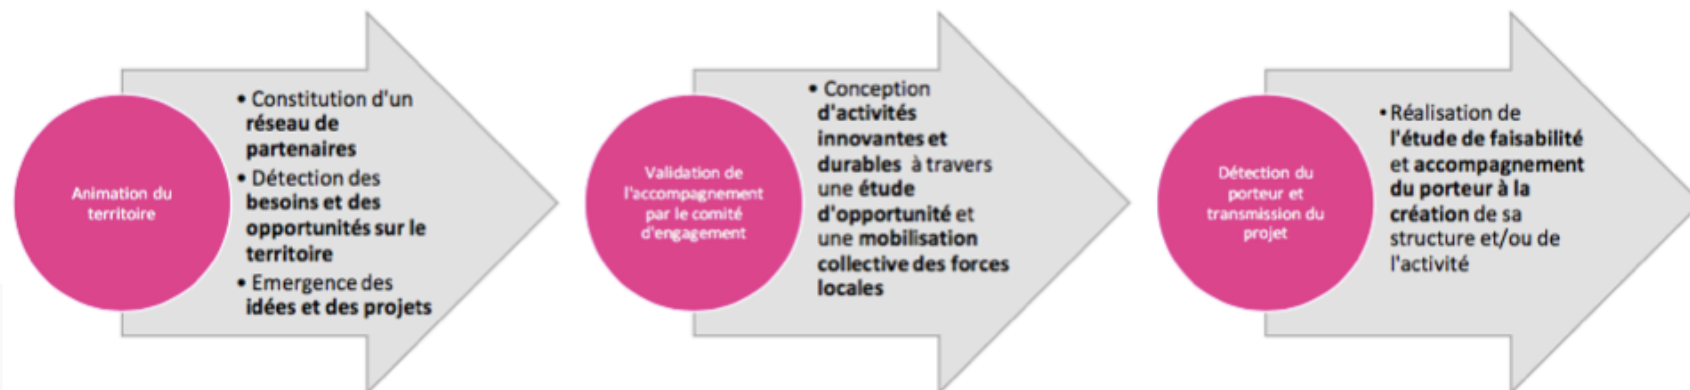 Animation du
territoire
• Constitution d'un
réseau de
partenaires
• Détection des
besoins et des
opportunités sur le
territoire
• Emergence des
idées et des projets
Validation de
l'accompagnement
par le comité
d'engagement
• Conception
d'activités
innovantes et
durables à travers
une étude
d'opportunité et
une mobilisation
collective des forces
locales
Détection du
porteur et
transmission du
projet
• Réalisation de
l'étude de faisabilité
et accompagnement
du porteur à la
création de sa
structure et/ou de
l'activité